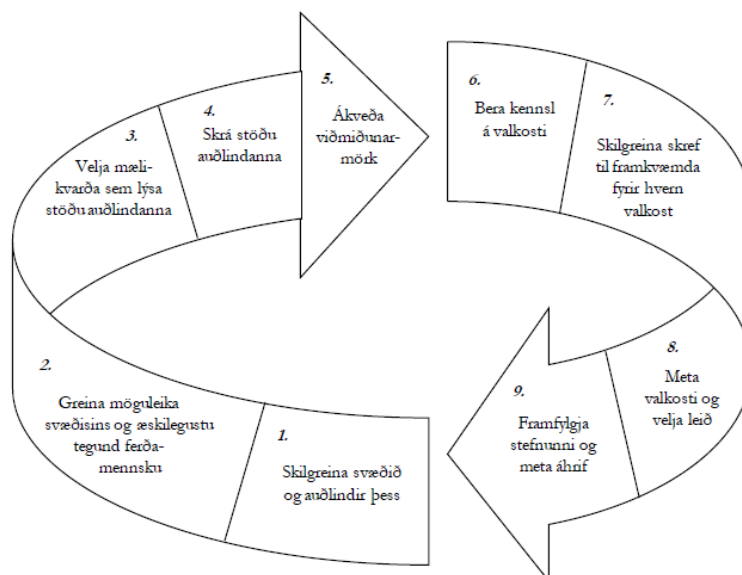 1.
Skilgreina svæðið
og auðlindir þess
2.
Greina möguleika
svæðisins og æskilegustu
tegund ferða-
mennsku
3.
Velja mæli-
kvarða sem lýsa
stöðu auðlindanna
4.
Skrá stöðu
auðlindanna
5.
Ákveða
viðmiðunar-
mörk
6.
Bera kennsl
á valkosti
7.
Skilgreina skref
til framkvæmda
fyrir hvern
valkost
8.
Meta
valkosti og
velja leið
9.
Framfylgja
stefnunni og
meta áhrif